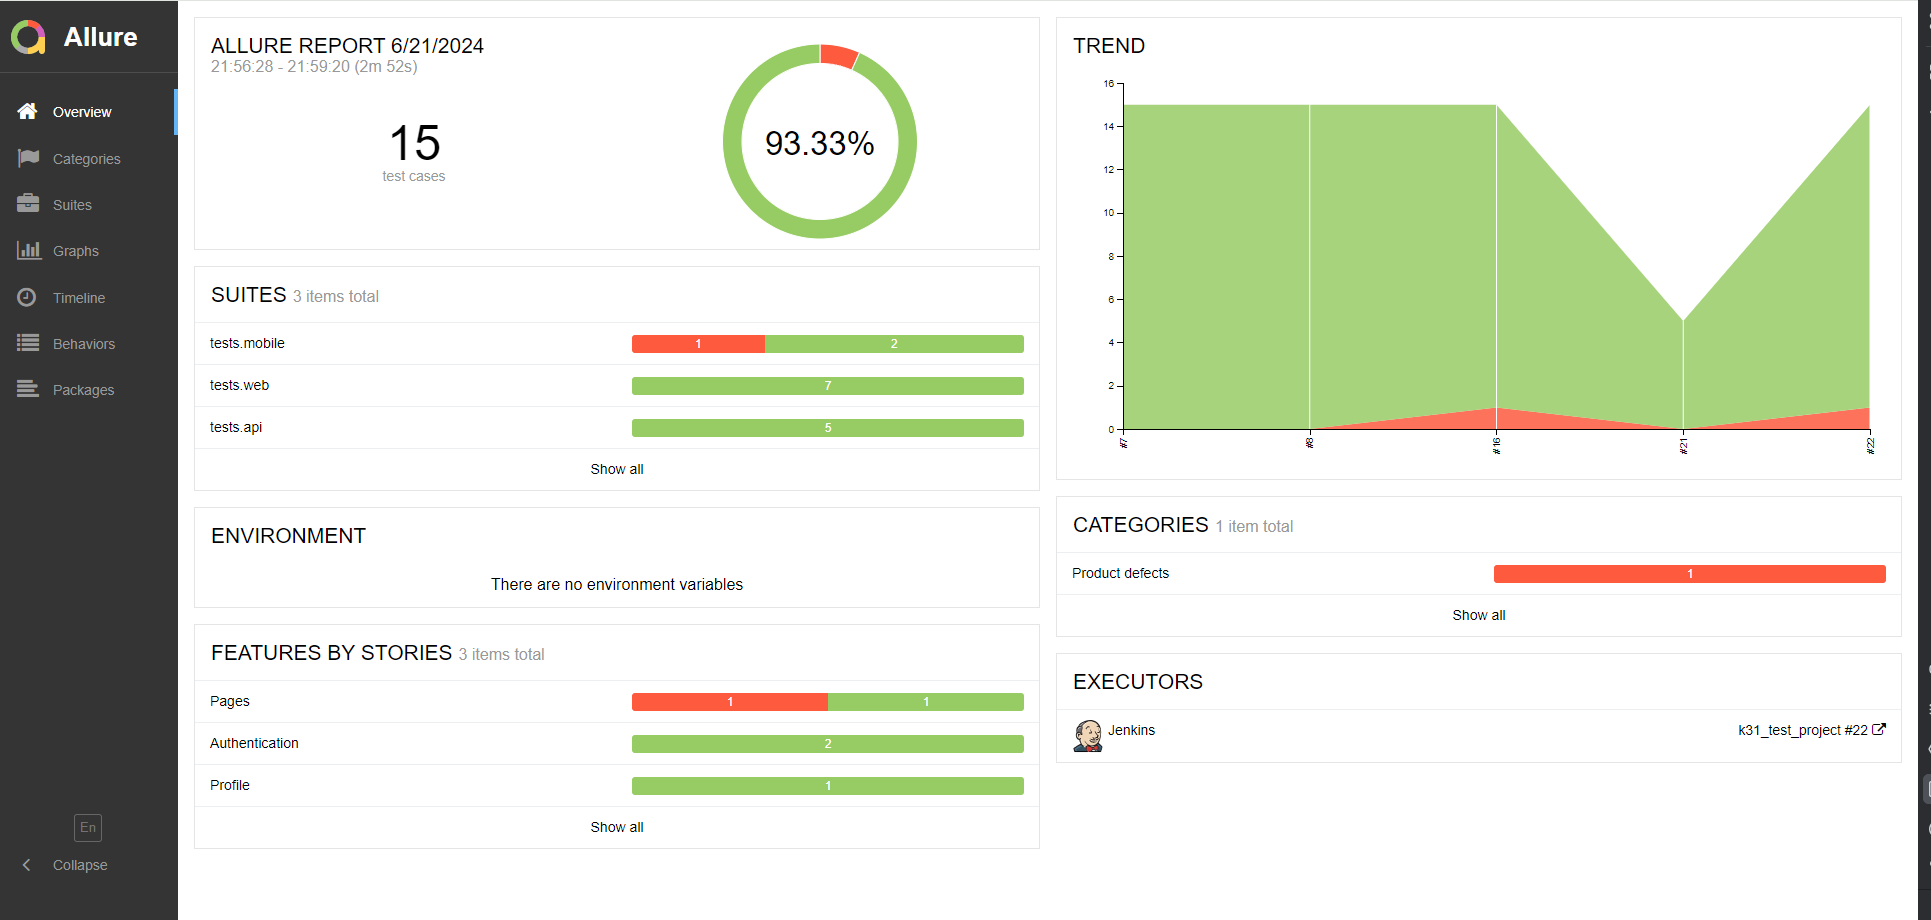 Allure
Overview
Categories
Suites
Graphs
Timeline
Behaviors
Packages
En
Collapse
ALLURE REPORT 6/21/2024
21:56:28 - 21:59:20 (2m 52s)
15
test cases
93.33%
SUITES 3 items total
tests.mobile 1 2
tests.web 7
tests.api 5
Show all
ENVIRONMENT
There are no environment variables
FEATURES BY STORIES 3 items total
Pages 1 1
Authentication 2
Profile 1
Show all
TREND
16
14
12
10
8
6
4
2
0
#7 #8 #16 #21 #22
CATEGORIES 1 item total
Product defects 1
Show all
EXECUTORS
Jenkins k31_test_project #22